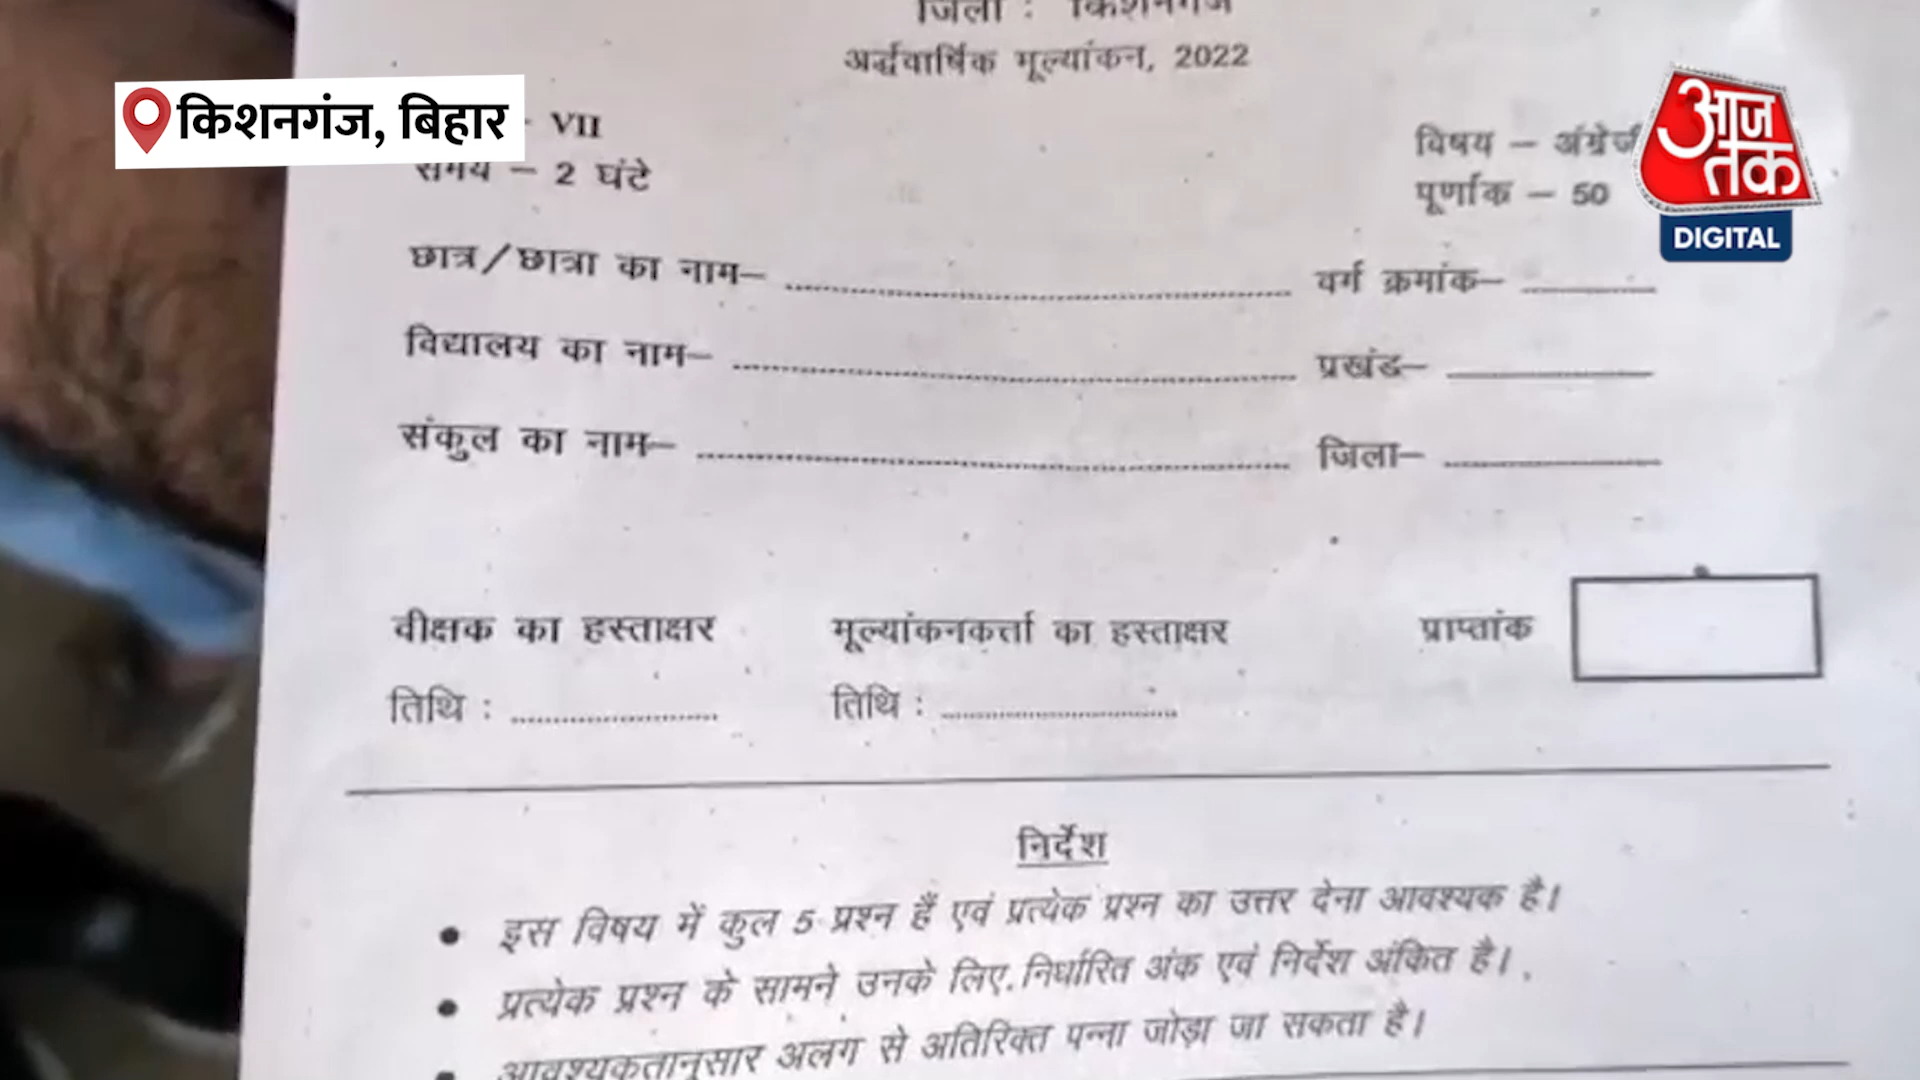 जिला : किशनगंज
अर्द्धवार्षिक मूल्यांकन, 2022
किशनगंज, बिहार
आज तक
DIGITAL
- VII
विषय – अंग्रेजी
समय – 2 घंटे
पूर्णांक – 50
छात्र/छात्रा का नाम– ........ वर्ग क्रमांक– ........
विद्यालय का नाम– ........ प्रखंड– ........
संकुल का नाम– ........ जिला– ........
वीक्षक का हस्ताक्षर मूल्यांकनकर्त्ता का हस्ताक्षर प्राप्तांक
तिथि : ........ तिथि : ........
निर्देश
• इस विषय में कुल 5 प्रश्न हैं एवं प्रत्येक प्रश्न का उत्तर देना आवश्यक है।
• प्रत्येक प्रश्न के सामने उनके लिए निर्धारित अंक एवं निर्देश अंकित है।
• आवश्यकतानुसार अलग से अतिरिक्त पन्ना जोड़ा जा सकता है।